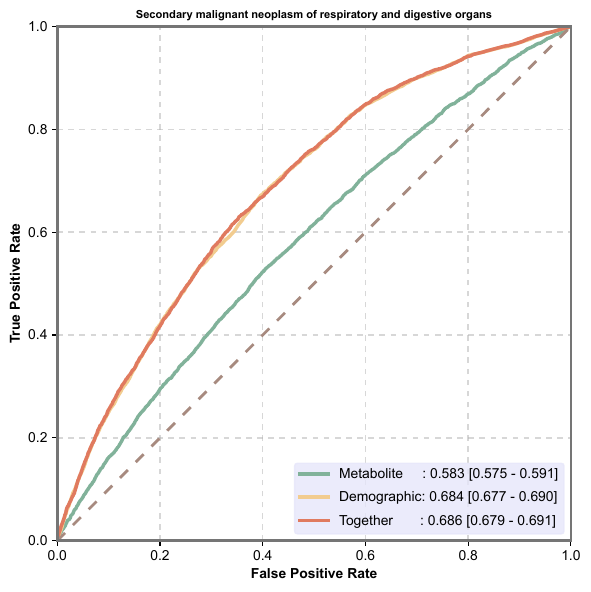 Secondary malignant neoplasm of respiratory and digestive organs
1.0
0.8
0.6
0.4
0.2
0.0
True Positive Rate
Metabolite : 0.583 [0.575 - 0.591]
Demographic: 0.684 [0.677 - 0.690]
Together : 0.686 [0.679 - 0.691]
0.0 0.2 0.4 0.6 0.8 1.0
False Positive Rate